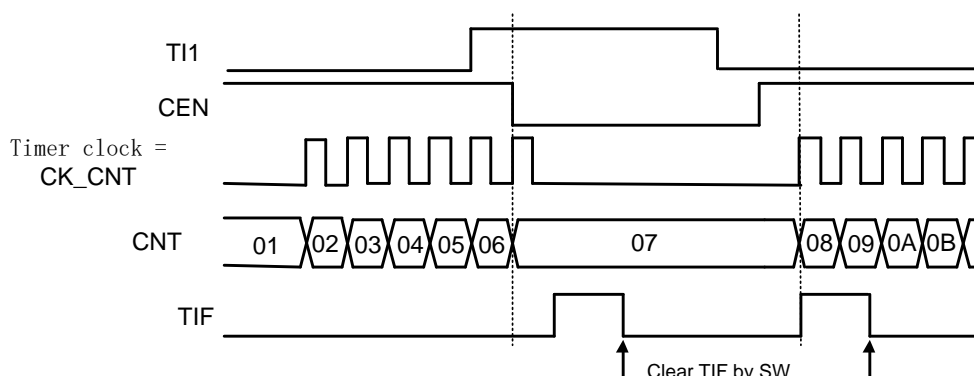 TI1
CEN
Timer clock =
CK_CNT
CNT 01 02 03 04 05 06 07 08 09 0A 0B
TIF
Clear TIF by SW